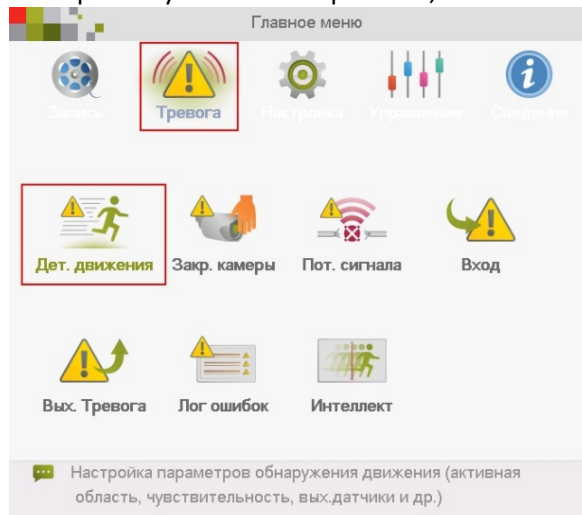 Главное меню
Запись Тревога Настройка Управление Сведения
Дет. движения Закр. камеры Пот. сигнала Вход
Вых. Тревога Лог ошибок Интеллект
Настройка параметров обнаружения движения (активная
область, чувствительность, вых.датчики и др.)